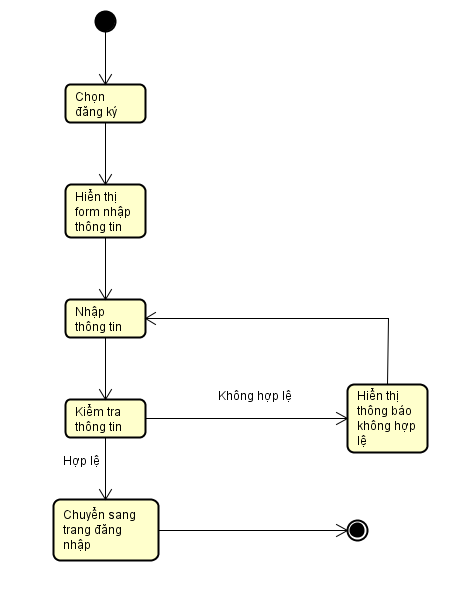 Chọn
đăng ký
Hiển thị
form nhập
thông tin
Nhập
thông tin
Kiểm tra
thông tin
Không hợp lệ
Hiển thị
thông báo
không hợp
lệ
Hợp lệ
Chuyển sang
trang đăng
nhập